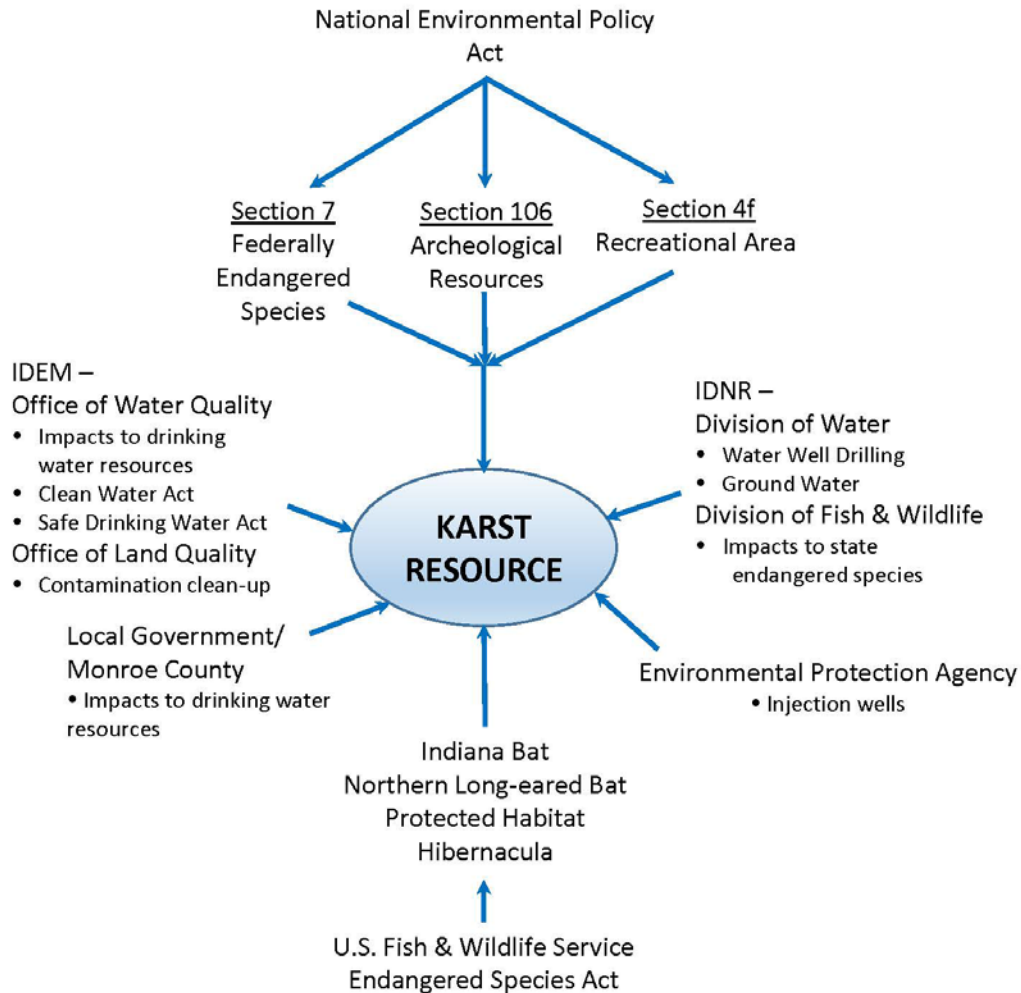 National Environmental Policy
Act
Section 7
Federally
Endangered
Species
Section 106
Archeological
Resources
Section 4f
Recreational Area
IDEM –
Office of Water Quality
• Impacts to drinking
water resources
• Clean Water Act
• Safe Drinking Water Act
Office of Land Quality
• Contamination clean-up
IDNR –
Division of Water
• Water Well Drilling
• Ground Water
Division of Fish & Wildlife
• Impacts to state
endangered species
KARST
RESOURCE
Local Government/
Monroe County
• Impacts to drinking water
resources
Environmental Protection Agency
• Injection wells
Indiana Bat
Northern Long-eared Bat
Protected Habitat
Hibernacula
U.S. Fish & Wildlife Service
Endangered Species Act